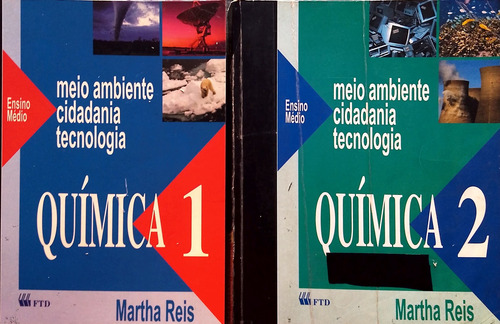 Ensino
Médio
meio ambiente
cidadania
tecnologia
QUÍMICA 1
FTD
Martha Reis
Ensino
Médio
meio ambiente
cidadania
tecnologia
QUÍMICA 2
FTD
Martha Reis